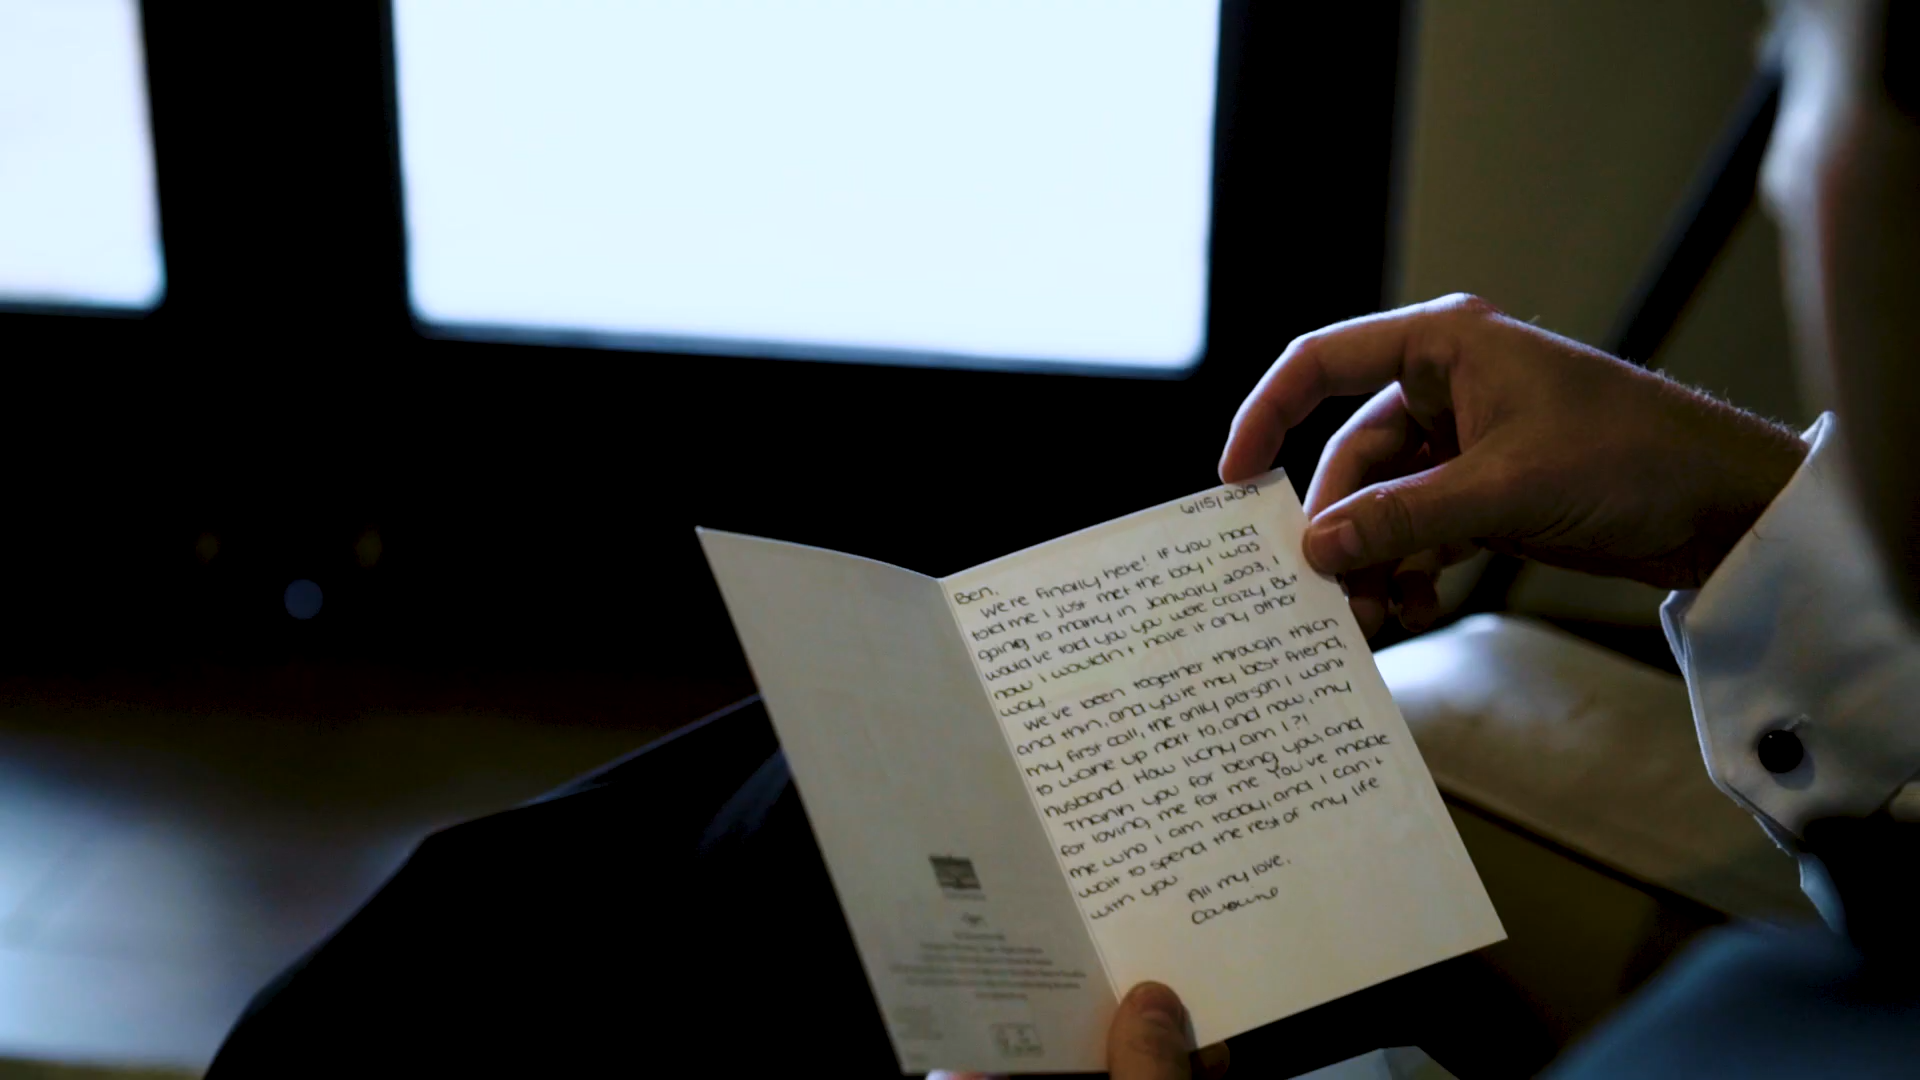 6/15/2019
Ben,
We're finally here! If you had
told me I just met the boy I was
going to marry in January 2003, I
would've told you you were crazy. But
now I wouldn't have it any other
way.
We've been together through thick
and thin, and you're my best friend,
my first call, the only person I want
to wake up next to, and now, my
husband. How lucky am I?!
Thank you for being you, and
for loving me for me. You've made
me who I am today, and I can't
wait to spend the rest of my life
with you.
All my love,
Caroline